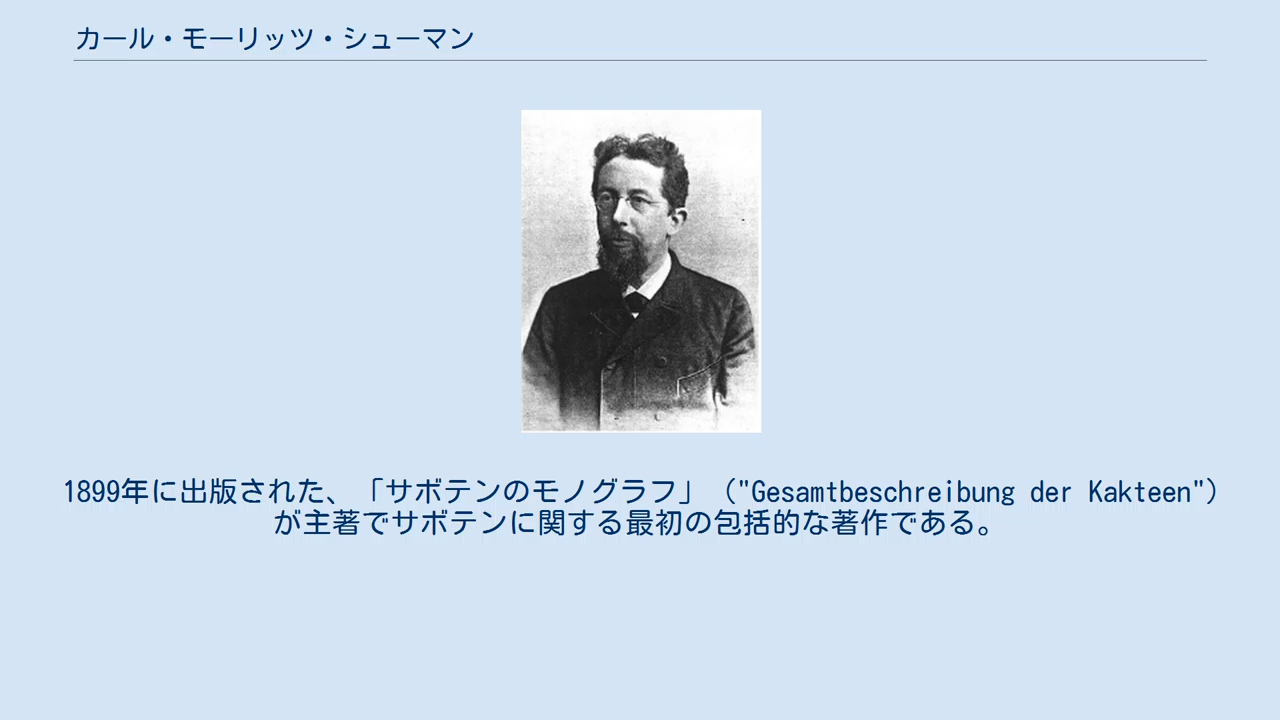 カール・モーリッツ・シューマン
1899年に出版された、「サボテンのモノグラフ」（"Gesamtbeschreibung der Kakteen"）
が主著でサボテンに関する最初の包括的な著作である。